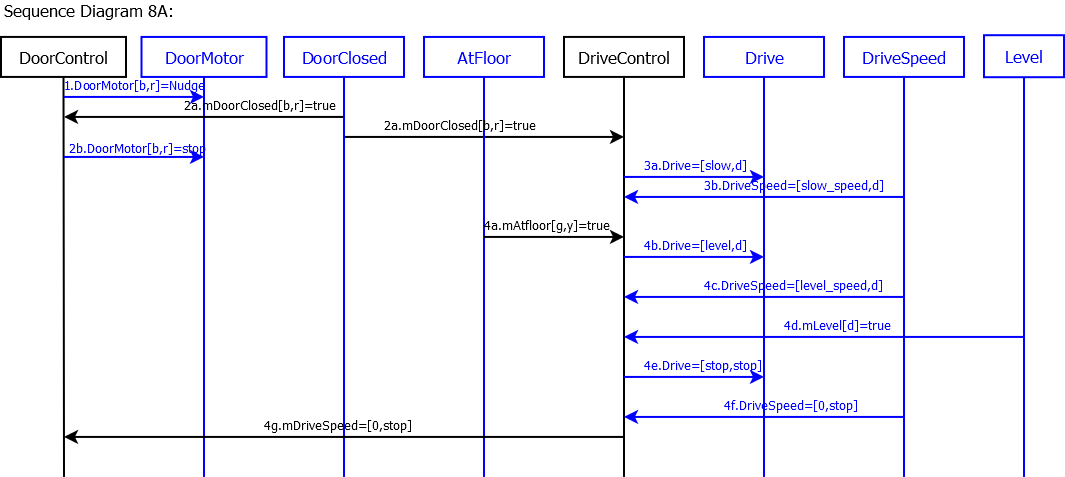 Sequence Diagram 8A:
DoorControl
DoorMotor
DoorClosed
AtFloor
DriveControl
Drive
DriveSpeed
Level
1.DoorMotor[b,r]=Nudge
2a.mDoorClosed[b,r]=true
2a.mDoorClosed[b,r]=true
2b.DoorMotor[b,r]=stop
3a.Drive=[slow,d]
3b.DriveSpeed=[slow_speed,d]
4a.mAtfloor[g,y]=true
4b.Drive=[level,d]
4c.DriveSpeed=[level_speed,d]
4d.mLevel[d]=true
4e.Drive=[stop,stop]
4f.DriveSpeed=[0,stop]
4g.mDriveSpeed=[0,stop]